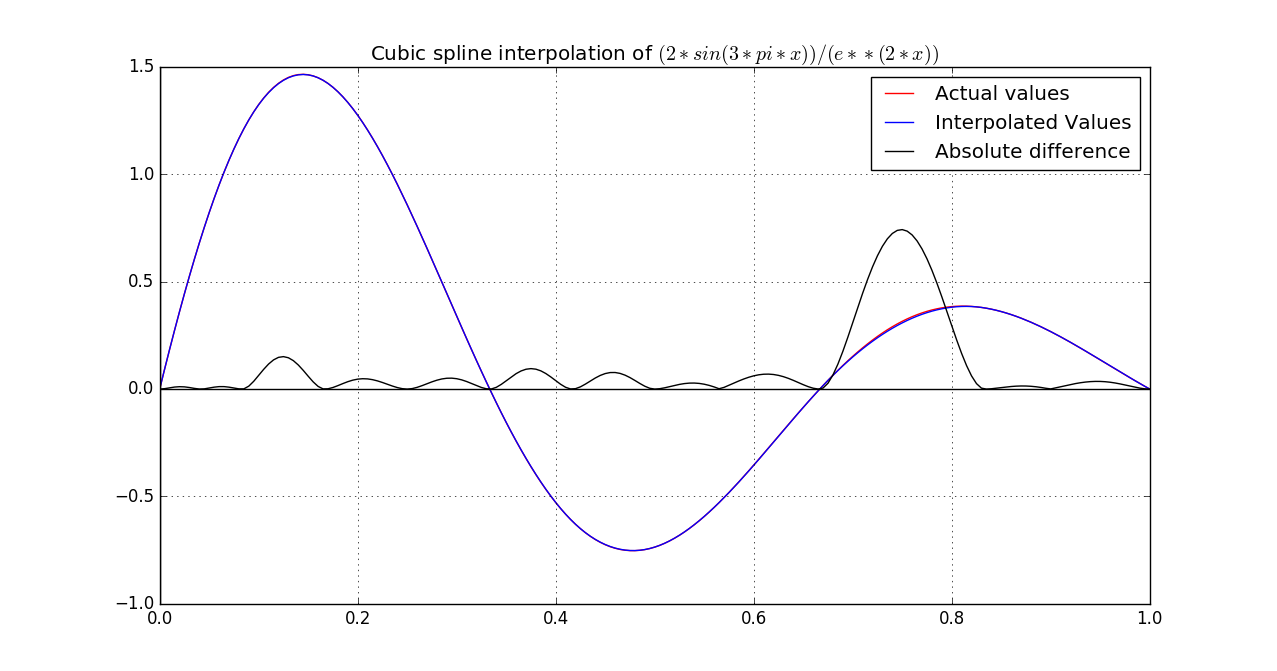 Cubic spline interpolation of (2 * sin(3 * pi * x))/(e * *(2 * x))
1.5
Actual values
Interpolated Values
Absolute difference
1.0
0.5
0.0
−0.5
−1.0
0.0 0.2 0.4 0.6 0.8 1.0